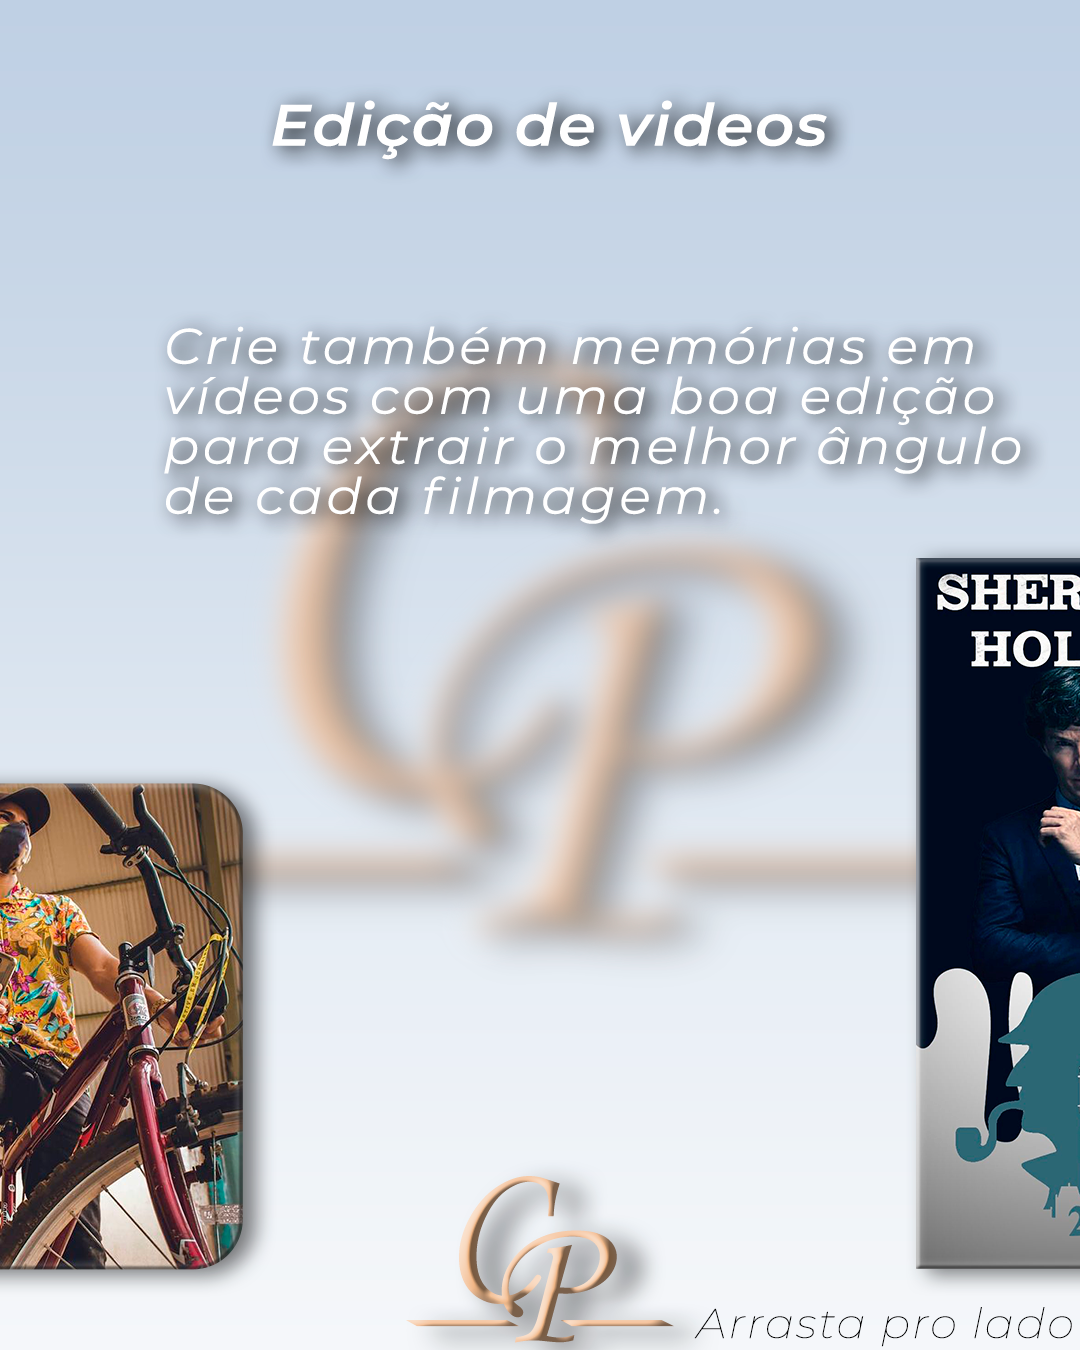 Edição de videos
Crie também memórias em
vídeos com uma boa edição
para extrair o melhor ângulo
de cada filmagem.
SHER
HOL
CP
Arrasta pro lado